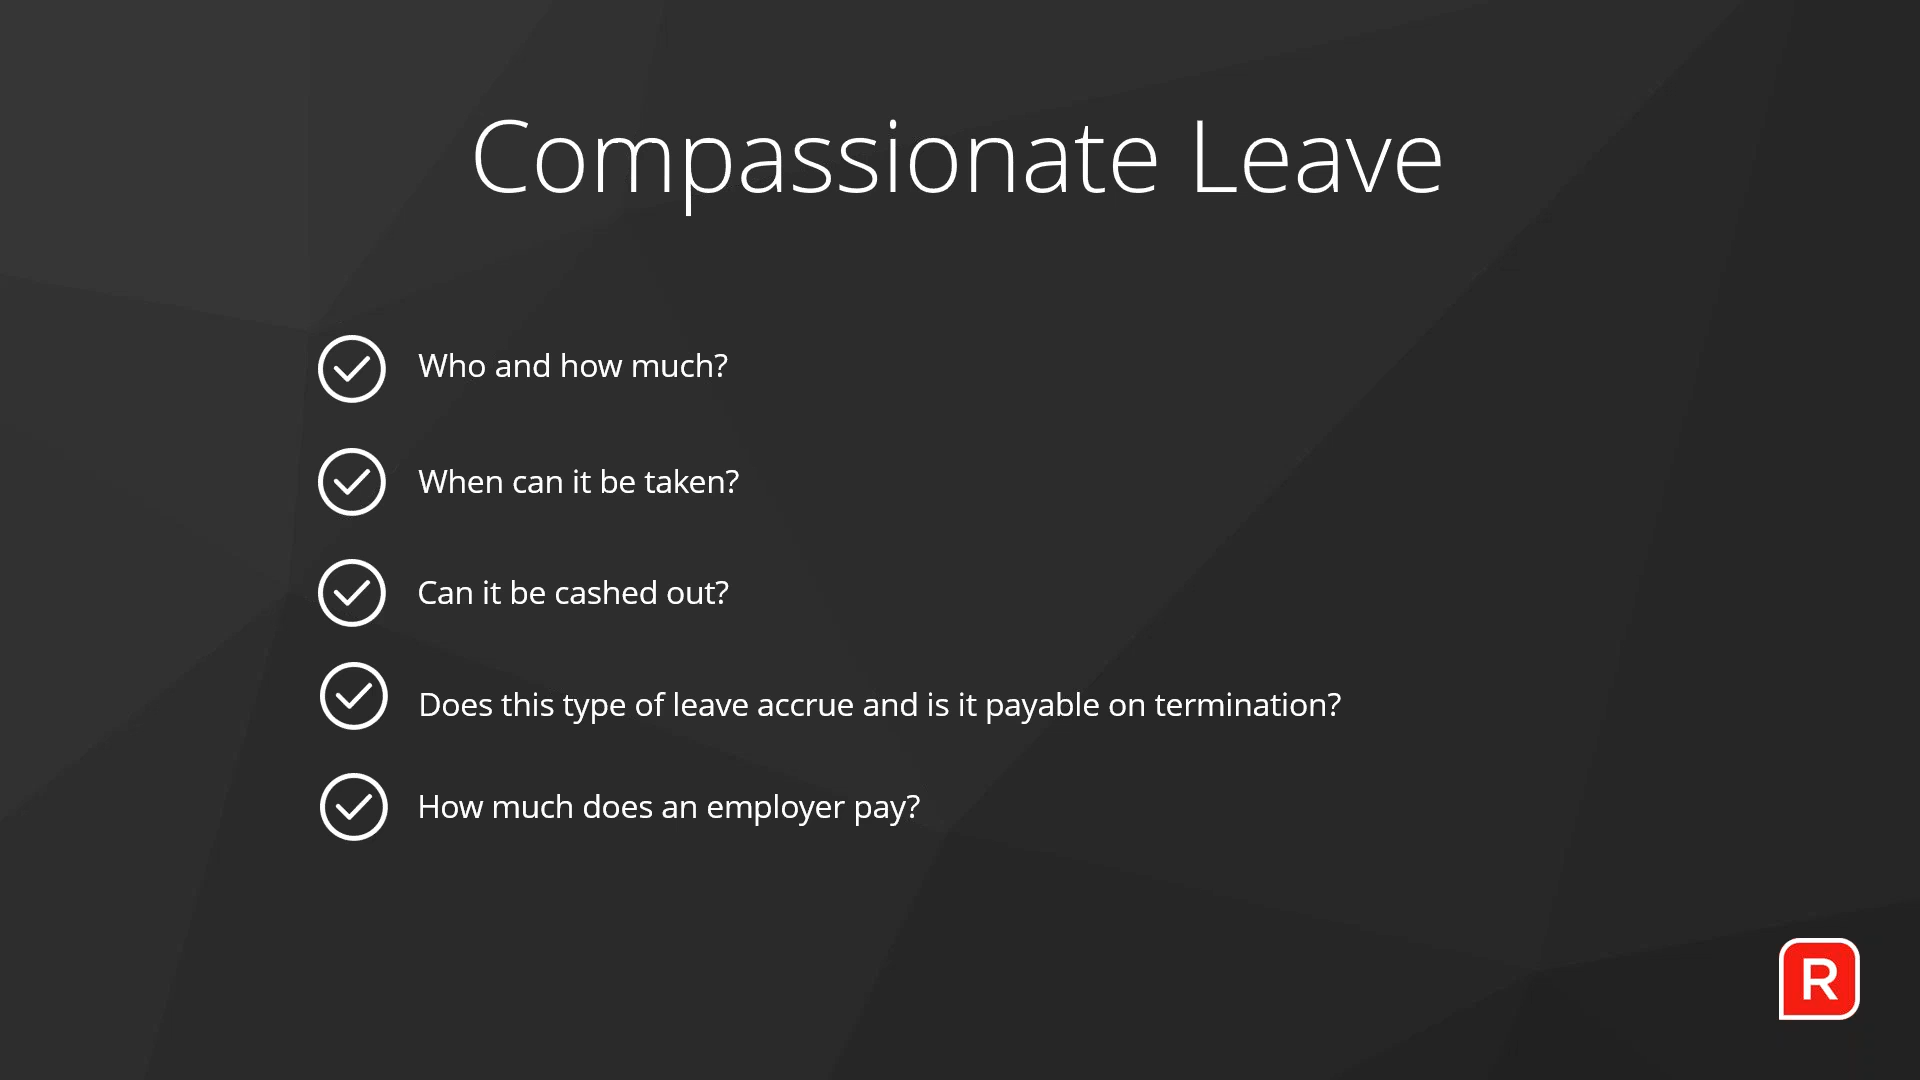 Compassionate Leave
Who and how much?
When can it be taken?
Can it be cashed out?
Does this type of leave accrue and is it payable on termination?
How much does an employer pay?
R